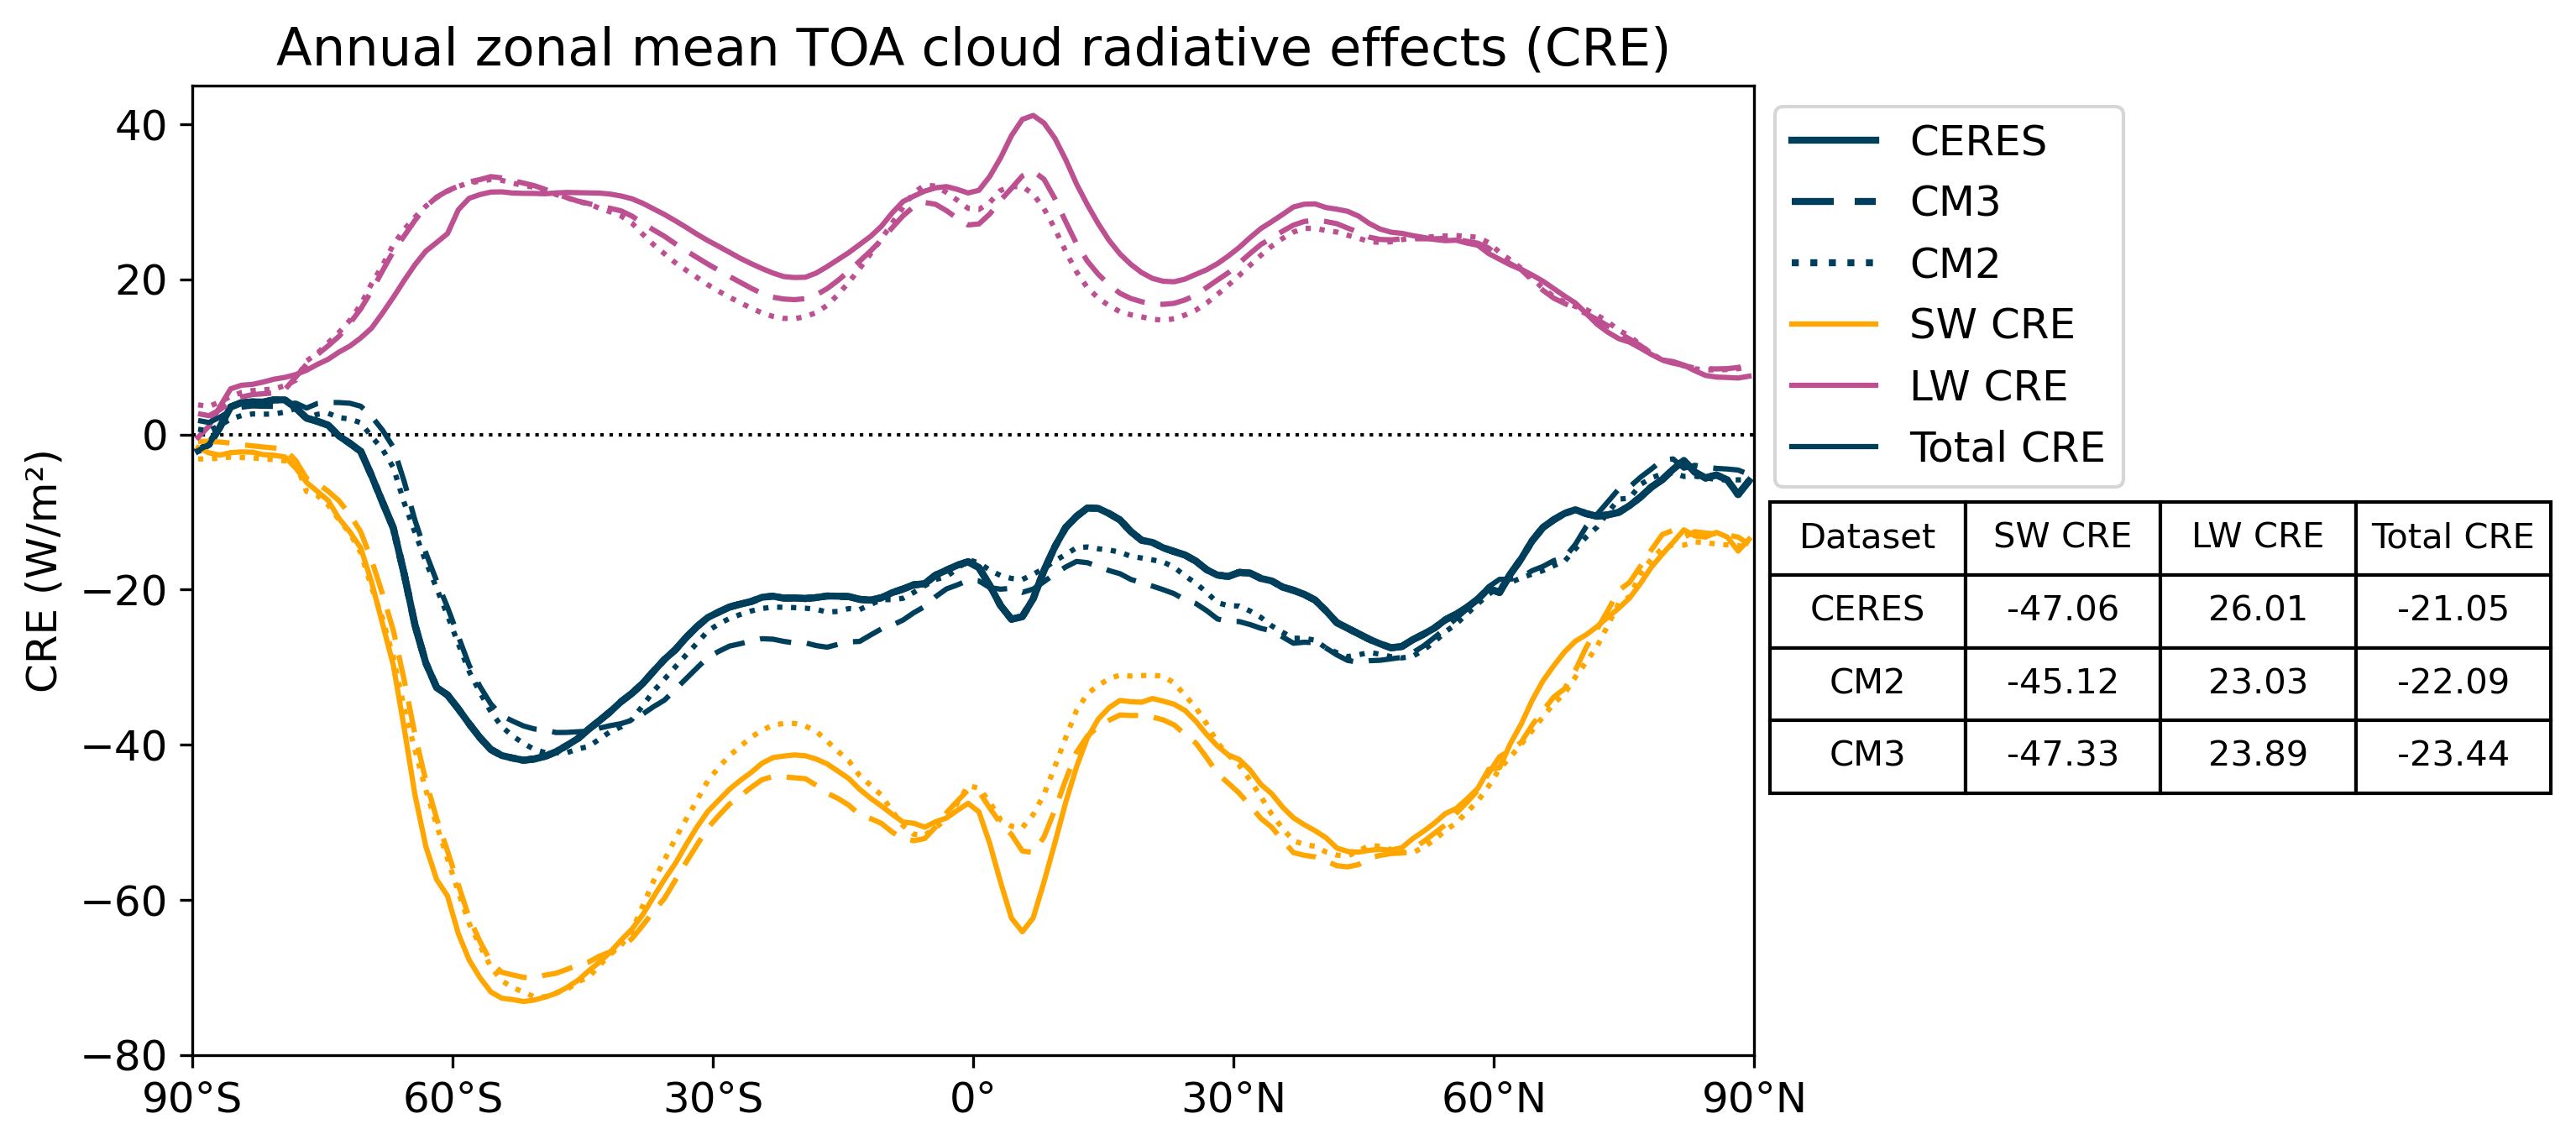 Annual zonal mean TOA cloud radiative effects (CRE)
CRE (W/m²)
40
20
0
−20
−40
−60
−80
90°S 60°S 30°S 0° 30°N 60°N 90°N
CERES
CM3
CM2
SW CRE
LW CRE
Total CRE
Dataset SW CRE LW CRE Total CRE
CERES -47.06 26.01 -21.05
CM2 -45.12 23.03 -22.09
CM3 -47.33 23.89 -23.44